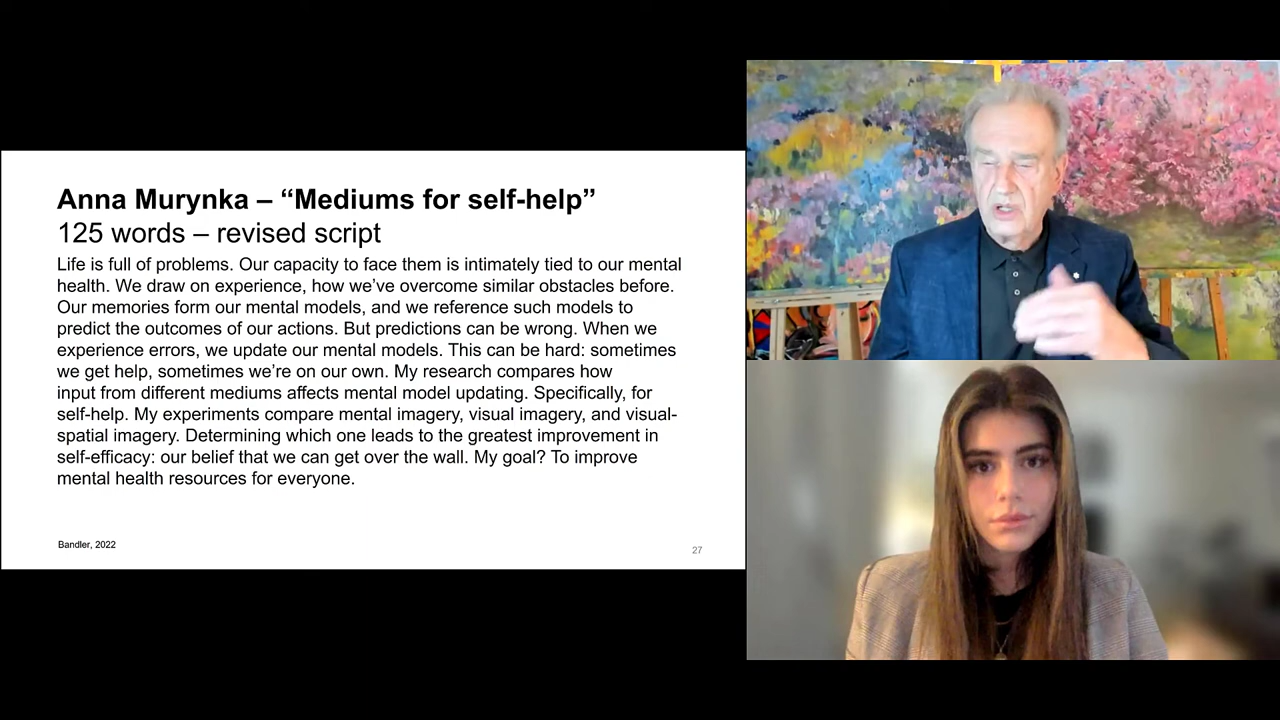 Anna Murynka – “Mediums for self-help”
125 words – revised script
Life is full of problems. Our capacity to face them is intimately tied to our mental
health. We draw on experience, how we’ve overcome similar obstacles before.
Our memories form our mental models, and we reference such models to
predict the outcomes of our actions. But predictions can be wrong. When we
experience errors, we update our mental models. This can be hard: sometimes
we get help, sometimes we’re on our own. My research compares how
input from different mediums affects mental model updating. Specifically, for
self-help. My experiments compare mental imagery, visual imagery, and visual-
spatial imagery. Determining which one leads to the greatest improvement in
self-efficacy: our belief that we can get over the wall. My goal? To improve
mental health resources for everyone.
Bandler, 2022
27